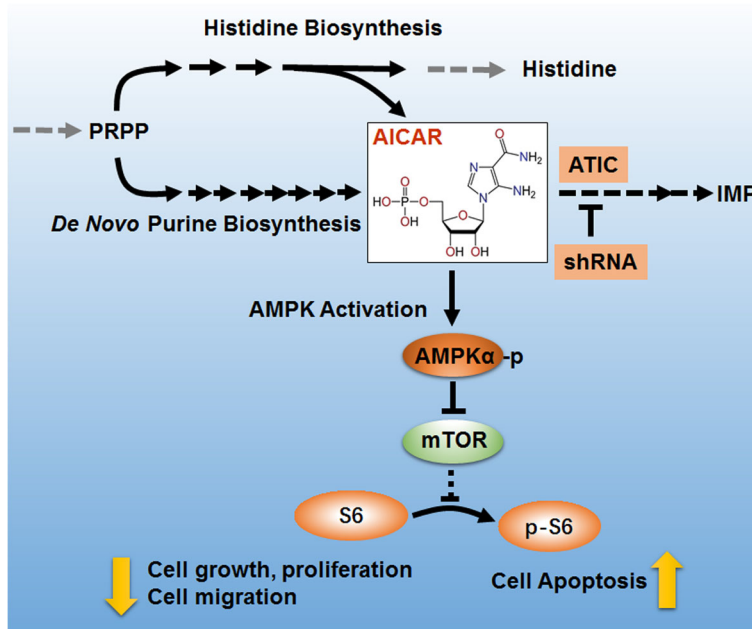 Histidine Biosynthesis
Histidine
PRPP
AICAR
O
NH₂
N
N
NH₂
O
HO-P-O
OH
O
OH OH
ATIC
IMP
De Novo Purine Biosynthesis
shRNA
AMPK Activation
AMPKα-p
mTOR
S6
p-S6
Cell growth, proliferation
Cell migration
Cell Apoptosis